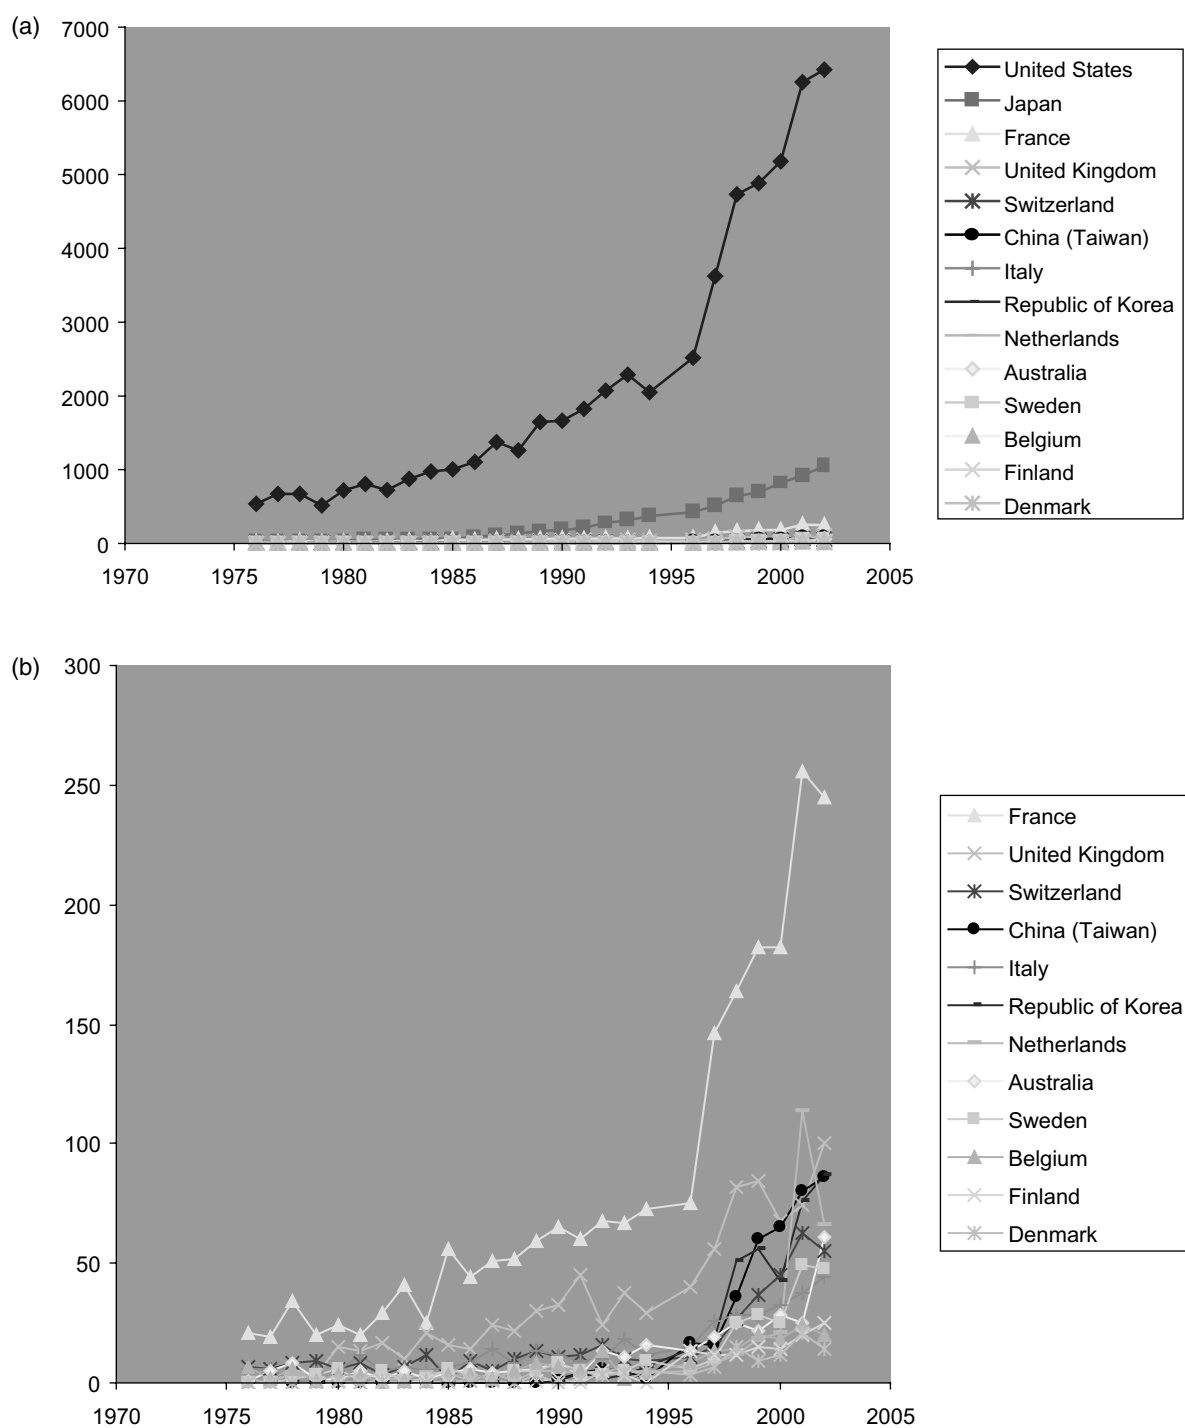 (a)
7000
6000
5000
4000
3000
2000
1000
0
1970 1975 1980 1985 1990 1995 2000 2005
United States
Japan
France
United Kingdom
Switzerland
China (Taiwan)
Italy
Republic of Korea
Netherlands
Australia
Sweden
Belgium
Finland
Denmark
(b)
300
250
200
150
100
50
0
1970 1975 1980 1985 1990 1995 2000 2005
France
United Kingdom
Switzerland
China (Taiwan)
Italy
Republic of Korea
Netherlands
Australia
Sweden
Belgium
Finland
Denmark